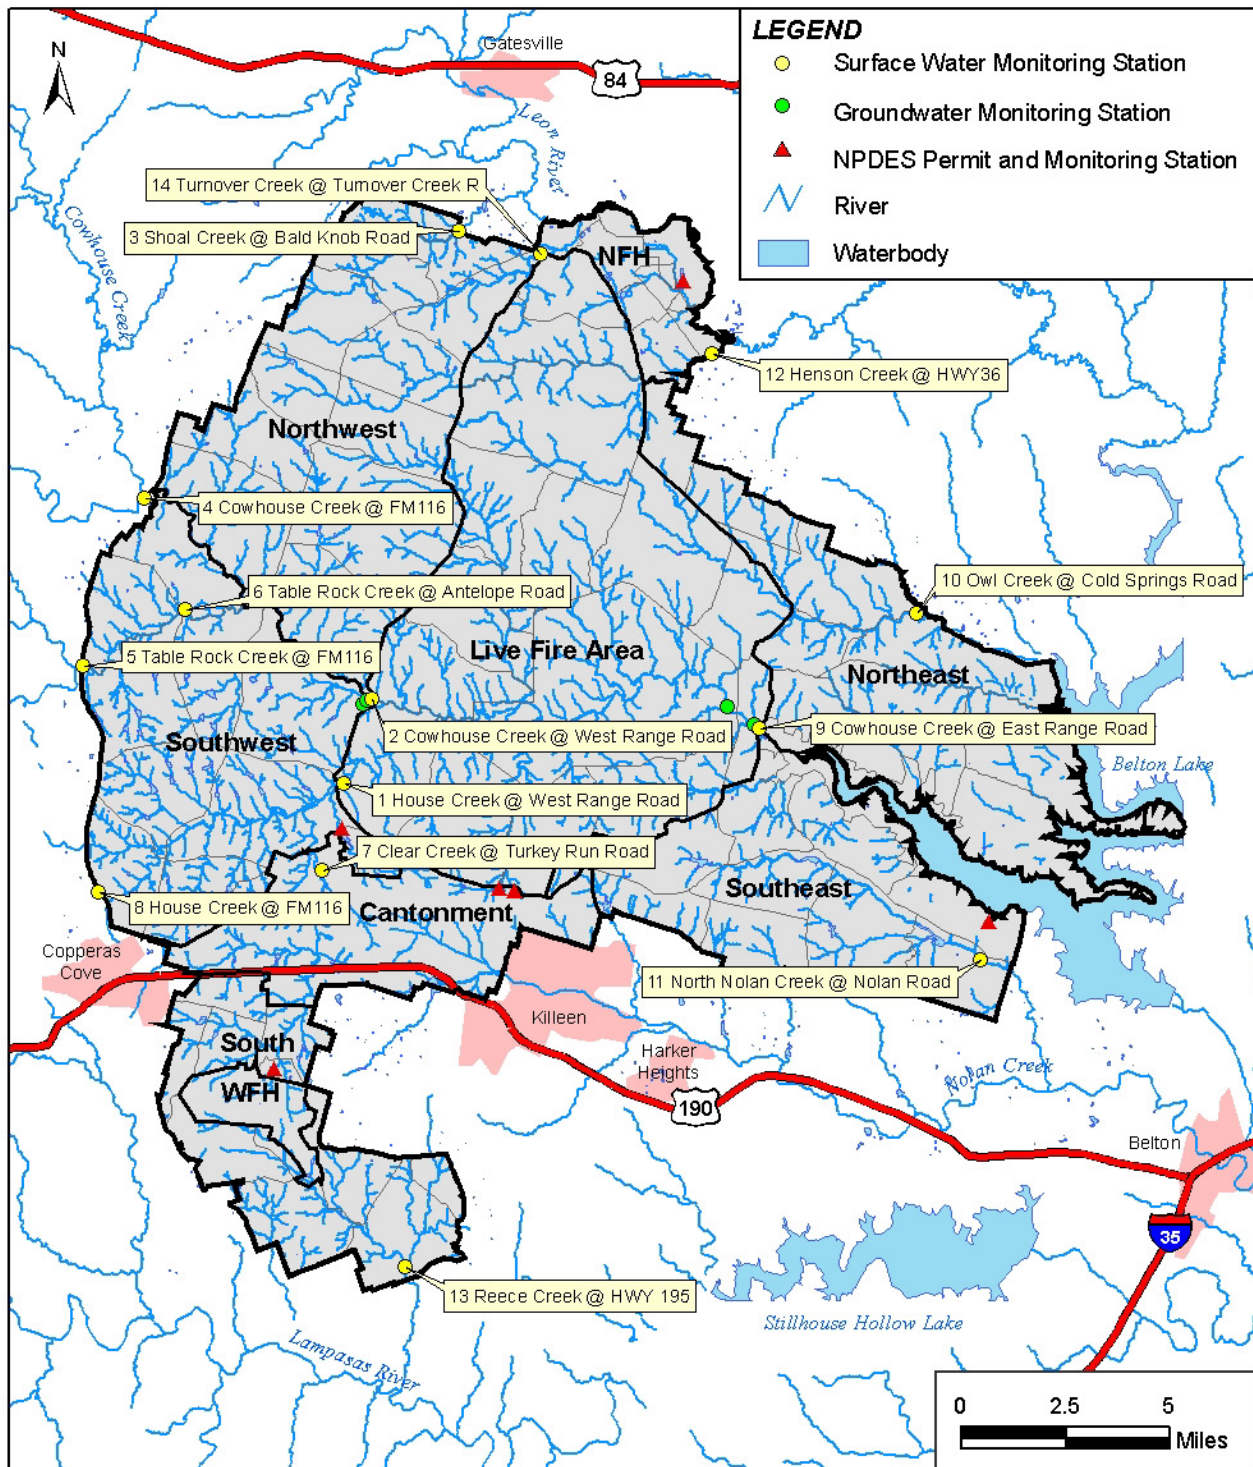 LEGEND
Surface Water Monitoring Station
Groundwater Monitoring Station
NPDES Permit and Monitoring Station
River
Waterbody
N
Gatesville
84
Leon River
14 Turnover Creek @ Turnover Creek R
3 Shoal Creek @ Bald Knob Road
Cowhouse Creek
NFH
12 Henson Creek @ HWY36
Northwest
4 Cowhouse Creek @ FM116
6 Table Rock Creek @ Antelope Road
10 Owl Creek @ Cold Springs Road
5 Table Rock Creek @ FM116
Live Fire Area
Northeast
Southwest
2 Cowhouse Creek @ West Range Road
9 Cowhouse Creek @ East Range Road
Belton Lake
1 House Creek @ West Range Road
7 Clear Creek @ Turkey Run Road
Southeast
8 House Creek @ FM116
Cantonment
Copperas
Cove
11 North Nolan Creek @ Nolan Road
Killeen
South
Harker
Heights
Nolan Creek
WFH
190
Belton
35
13 Reece Creek @ HWY 195
Stillhouse Hollow Lake
Lampasas River
0 2.5 5
Miles